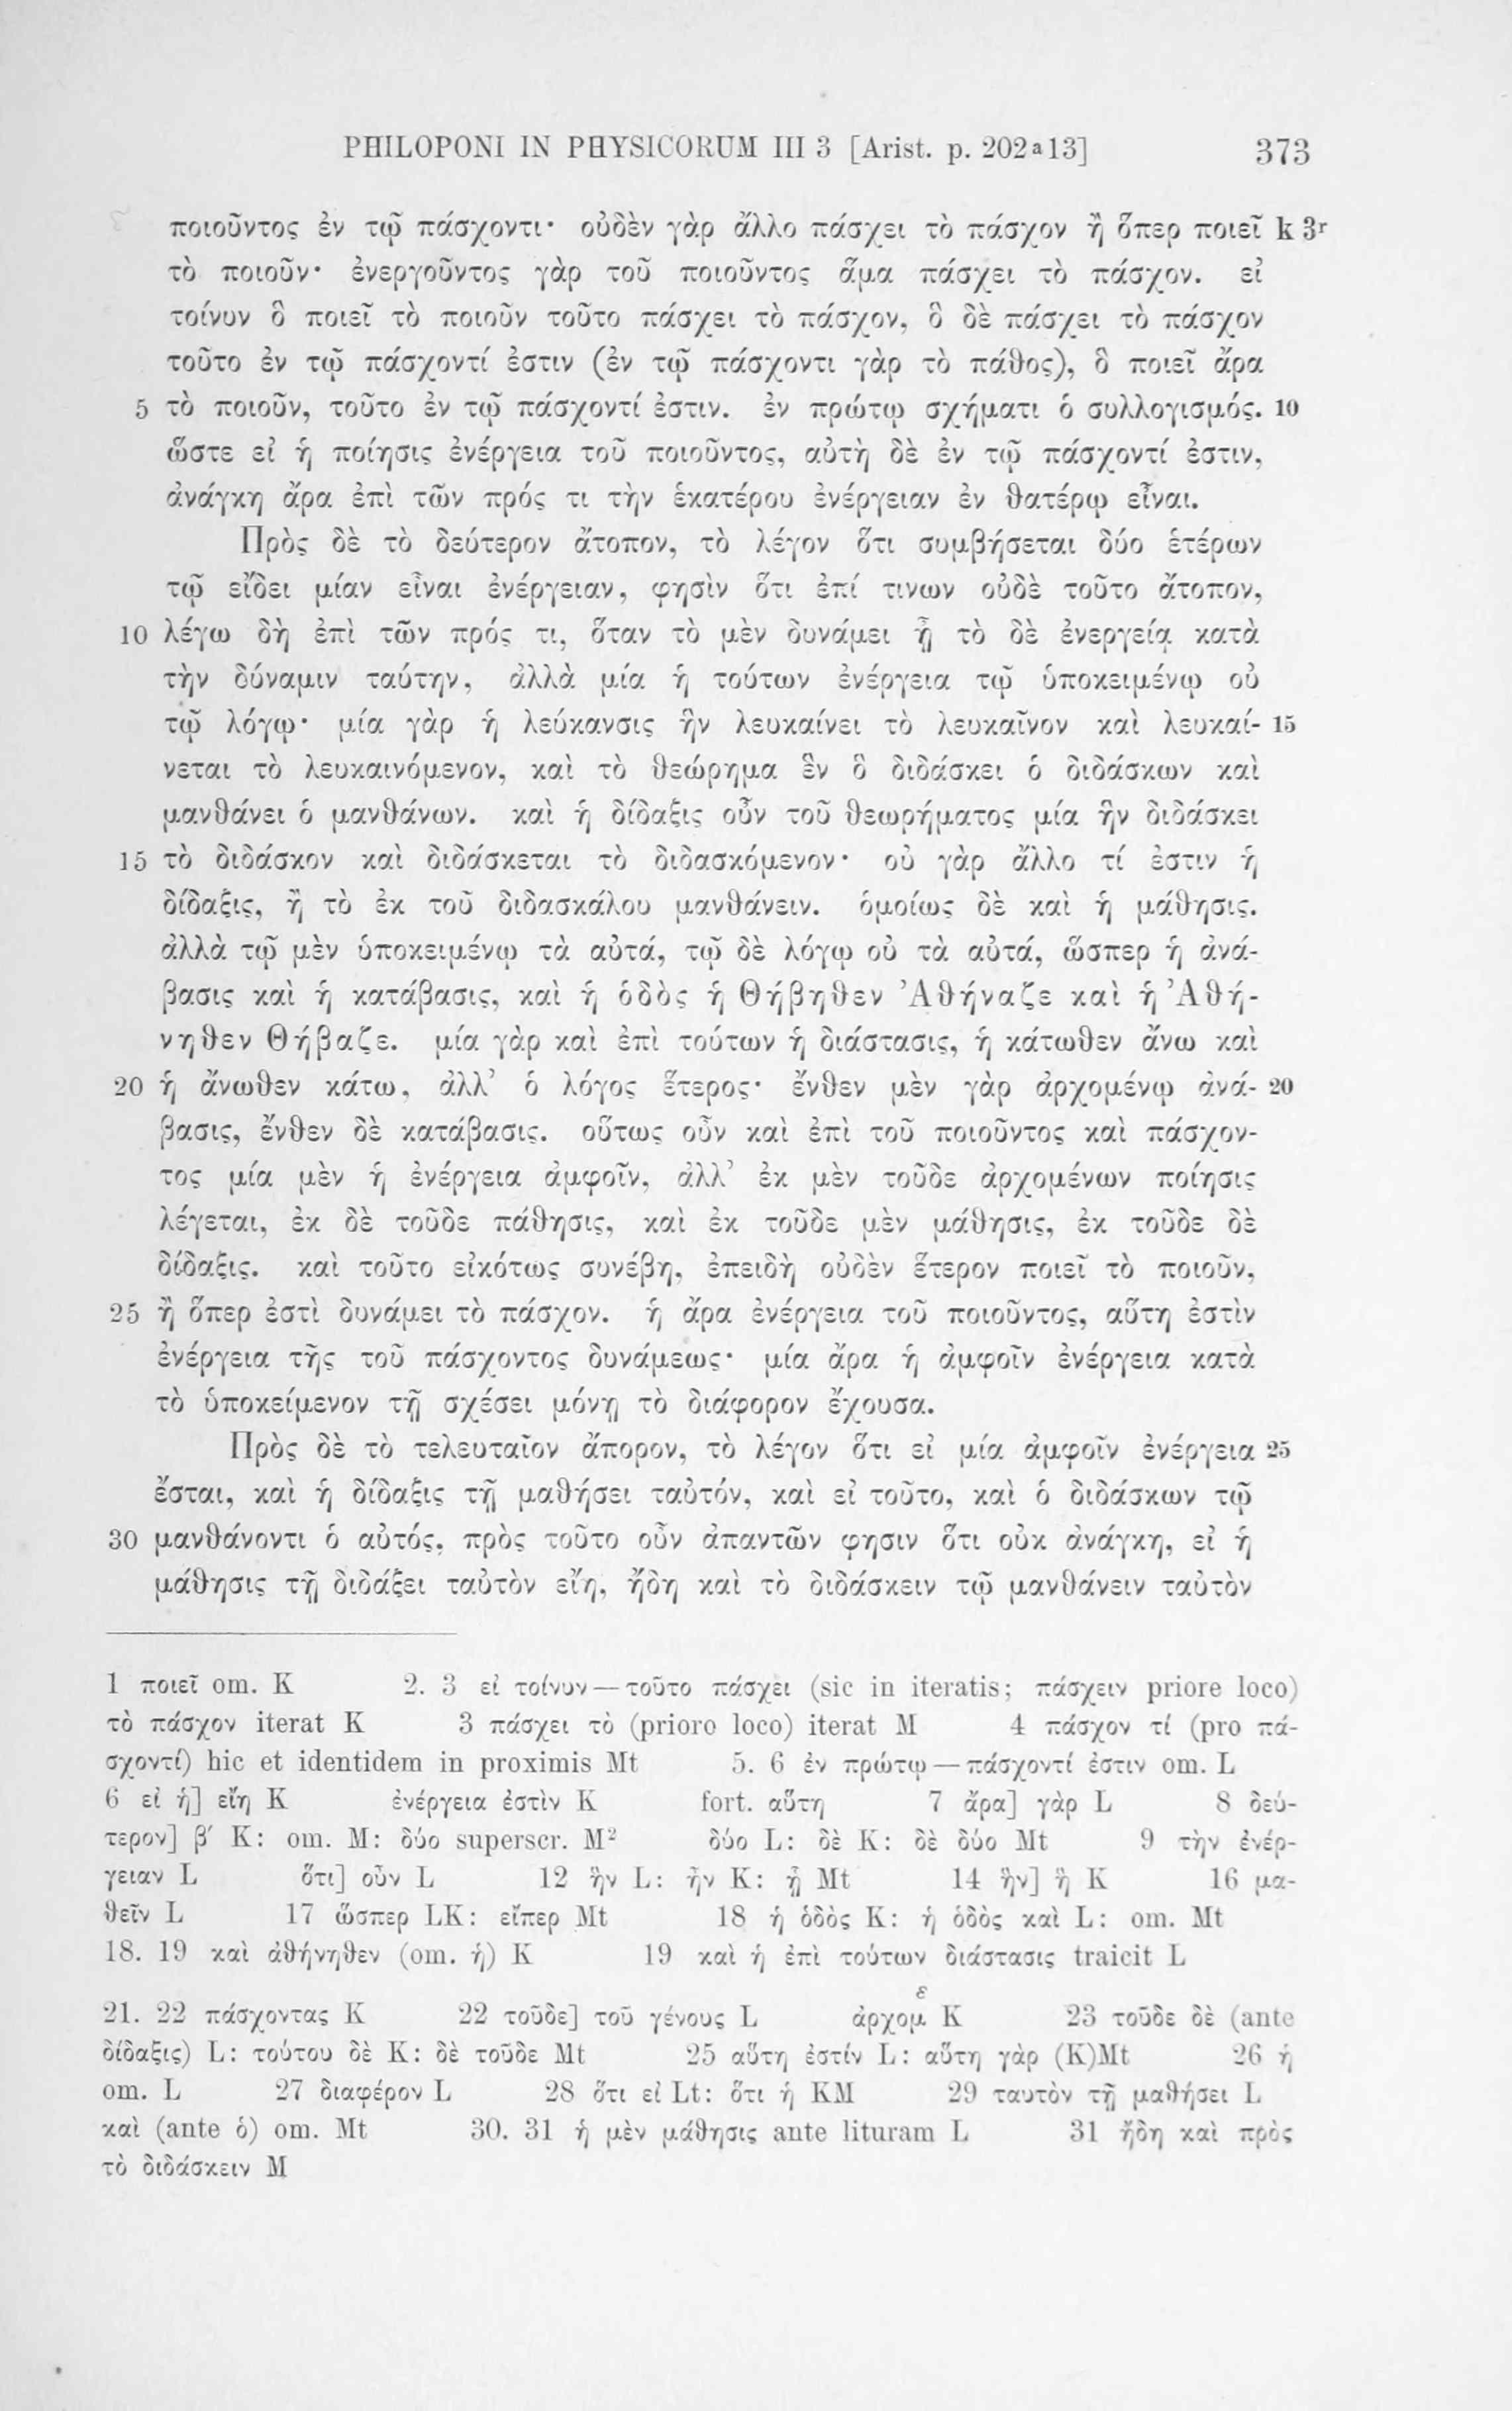 PHILOPONI IN PHYSICORUM III 3 [Arist. p. 202ª13] 373
ποιοῦντος ἐν τῷ πάσχοντι· οὐδὲν γὰρ ἄλλο πάσχει τὸ πάσχον ἢ ὅπερ ποιεῖ k 3ʳ
τὸ ποιοῦν· ἐνεργοῦντος γὰρ τοῦ ποιοῦντος ἅμα πάσχει τὸ πάσχον. εἰ
τοίνυν ὃ ποιεῖ τὸ ποιοῦν τοῦτο πάσχει τὸ πάσχον, ὃ δὲ πάσχει τὸ πάσχον
τοῦτο ἐν τῷ πάσχοντί ἐστιν (ἐν τῷ πάσχοντι γὰρ τὸ πάθος), ὃ ποιεῖ ἄρα
5 τὸ ποιοῦν, τοῦτο ἐν τῷ πάσχοντί ἐστιν. ἐν πρώτῳ σχήματι ὁ συλλογισμός. 10
ὥστε εἰ ἡ ποίησις ἐνέργεια τοῦ ποιοῦντος, αὐτὴ δὲ ἐν τῷ πάσχοντί ἐστιν,
ἀνάγκη ἄρα ἐπὶ τῶν πρός τι τὴν ἑκατέρου ἐνέργειαν ἐν θατέρῳ εἶναι.
Πρὸς δὲ τὸ δεύτερον ἄτοπον, τὸ λέγον ὅτι συμβήσεται δύο ἑτέρων
τῷ εἴδει μίαν εἶναι ἐνέργειαν, φησὶν ὅτι ἐπί τινων οὐδὲ τοῦτο ἄτοπον,
10 λέγω δὴ ἐπὶ τῶν πρός τι, ὅταν τὸ μὲν δυνάμει ᾖ τὸ δὲ ἐνεργείᾳ κατὰ
τὴν δύναμιν ταύτην, ἀλλὰ μία ἡ τούτων ἐνέργεια τῷ ὑποκειμένῳ οὐ
τῷ λόγῳ· μία γὰρ ἡ λεύκανσις ἣν λευκαίνει τὸ λευκαῖνον καὶ λευκαί- 15
νεται τὸ λευκαινόμενον, καὶ τὸ θεώρημα ἓν ὃ διδάσκει ὁ διδάσκων καὶ
μανθάνει ὁ μανθάνων. καὶ ἡ δίδαξις οὖν τοῦ θεωρήματος μία ἣν διδάσκει
15 τὸ διδάσκον καὶ διδάσκεται τὸ διδασκόμενον· οὐ γὰρ ἄλλο τί ἐστιν ἡ
δίδαξις, ἢ τὸ ἐκ τοῦ διδασκάλου μανθάνειν. ὁμοίως δὲ καὶ ἡ μάθησις.
ἀλλὰ τῷ μὲν ὑποκειμένῳ τὰ αὐτά, τῷ δὲ λόγῳ οὐ τὰ αὐτά, ὥσπερ ἡ ἀνά-
βασις καὶ ἡ κατάβασις, καὶ ἡ ὁδὸς ἡ Θήβηθεν Ἀθήναζε καὶ ἡ Ἀθή-
νηθεν Θήβαζε. μία γὰρ καὶ ἐπὶ τούτων ἡ διάστασις, ἡ κάτωθεν ἄνω καὶ
20 ἡ ἄνωθεν κάτω, ἀλλ' ὁ λόγος ἕτερος· ἔνθεν μὲν γὰρ ἀρχομένῳ ἀνά- 20
βασις, ἔνθεν δὲ κατάβασις. οὕτως οὖν καὶ ἐπὶ τοῦ ποιοῦντος καὶ πάσχον-
τος μία μὲν ἡ ἐνέργεια ἀμφοῖν, ἀλλ' ἐκ μὲν τοῦδε ἀρχομένων ποίησις
λέγεται, ἐκ δὲ τοῦδε πάθησις, καὶ ἐκ τοῦδε μὲν μάθησις, ἐκ τοῦδε δὲ
δίδαξις. καὶ τοῦτο εἰκότως συνέβη, ἐπειδὴ οὐδὲν ἕτερον ποιεῖ τὸ ποιοῦν,
25 ἢ ὅπερ ἐστὶ δυνάμει τὸ πάσχον. ἡ ἄρα ἐνέργεια τοῦ ποιοῦντος, αὕτη ἐστὶν
ἐνέργεια τῆς τοῦ πάσχοντος δυνάμεως· μία ἄρα ἡ ἀμφοῖν ἐνέργεια κατὰ
τὸ ὑποκείμενον τῇ σχέσει μόνῃ τὸ διάφορον ἔχουσα.
Πρὸς δὲ τὸ τελευταῖον ἄπορον, τὸ λέγον ὅτι εἰ μία ἀμφοῖν ἐνέργεια 25
ἔσται, καὶ ἡ δίδαξις τῇ μαθήσει ταὐτόν, καὶ εἰ τοῦτο, καὶ ὁ διδάσκων τῷ
30 μανθάνοντι ὁ αὐτός, πρὸς τοῦτο οὖν ἀπαντῶν φησιν ὅτι οὐκ ἀνάγκη, εἰ ἡ
μάθησις τῇ διδάξει ταὐτὸν εἴη, ἤδη καὶ τὸ διδάσκειν τῷ μανθάνειν ταὐτὸν
1 ποιεῖ om. K 2. 3 εἰ τοίνυν — τοῦτο πάσχει (sic in iteratis; πάσχειν priore loco)
τὸ πάσχον iterat K 3 πάσχει τὸ (priore loco) iterat M 4 πάσχον τί (pro πά-
σχοντί) hic et identidem in proximis Mt 5. 6 ἐν πρώτῳ — πάσχοντί ἐστιν om. L
6 εἰ ἡ] εἴη K ἐνέργεια ἐστὶν K fort. αὕτη 7 ἄρα] γὰρ L 8 δεύ-
τερον] β′ K: om. M: δύο superscr. M² δύο L: δὲ K: δὲ δύο Mt 9 τὴν ἐνέρ-
γειαν L ὅτι] οὖν L 12 ἣν L: ἦν K: ᾗ Mt 14 ἣν] ἢ K 16 μα-
θεῖν L 17 ὥσπερ LK: εἴπερ Mt 18 ἡ ὁδὸς K: ἡ ὁδὸς καὶ L: om. Mt
18. 19 καὶ ἀθήνηθεν (om. ἡ) K 19 καὶ ἡ ἐπὶ τούτων διάστασις traicit L
21. 22 πάσχοντας K 22 τοῦδε] τοῦ γένους L ἀρχομ^ε K 23 τοῦδε δὲ (ante
δίδαξις) L: τούτου δὲ K: δὲ τοῦδε Mt 25 αὕτη ἐστίν L: αὕτη γὰρ (K)Mt 26 ἡ
om. L 27 διαφέρον L 28 ὅτι εἰ Lt: ὅτι ἡ KM 29 ταυτὸν τῇ μαθήσει L
καὶ (ante ὁ) om. Mt 30. 31 ἡ μὲν μάθησις ante lituram L 31 ἤδη καὶ πρὸς
τὸ διδάσκειν M